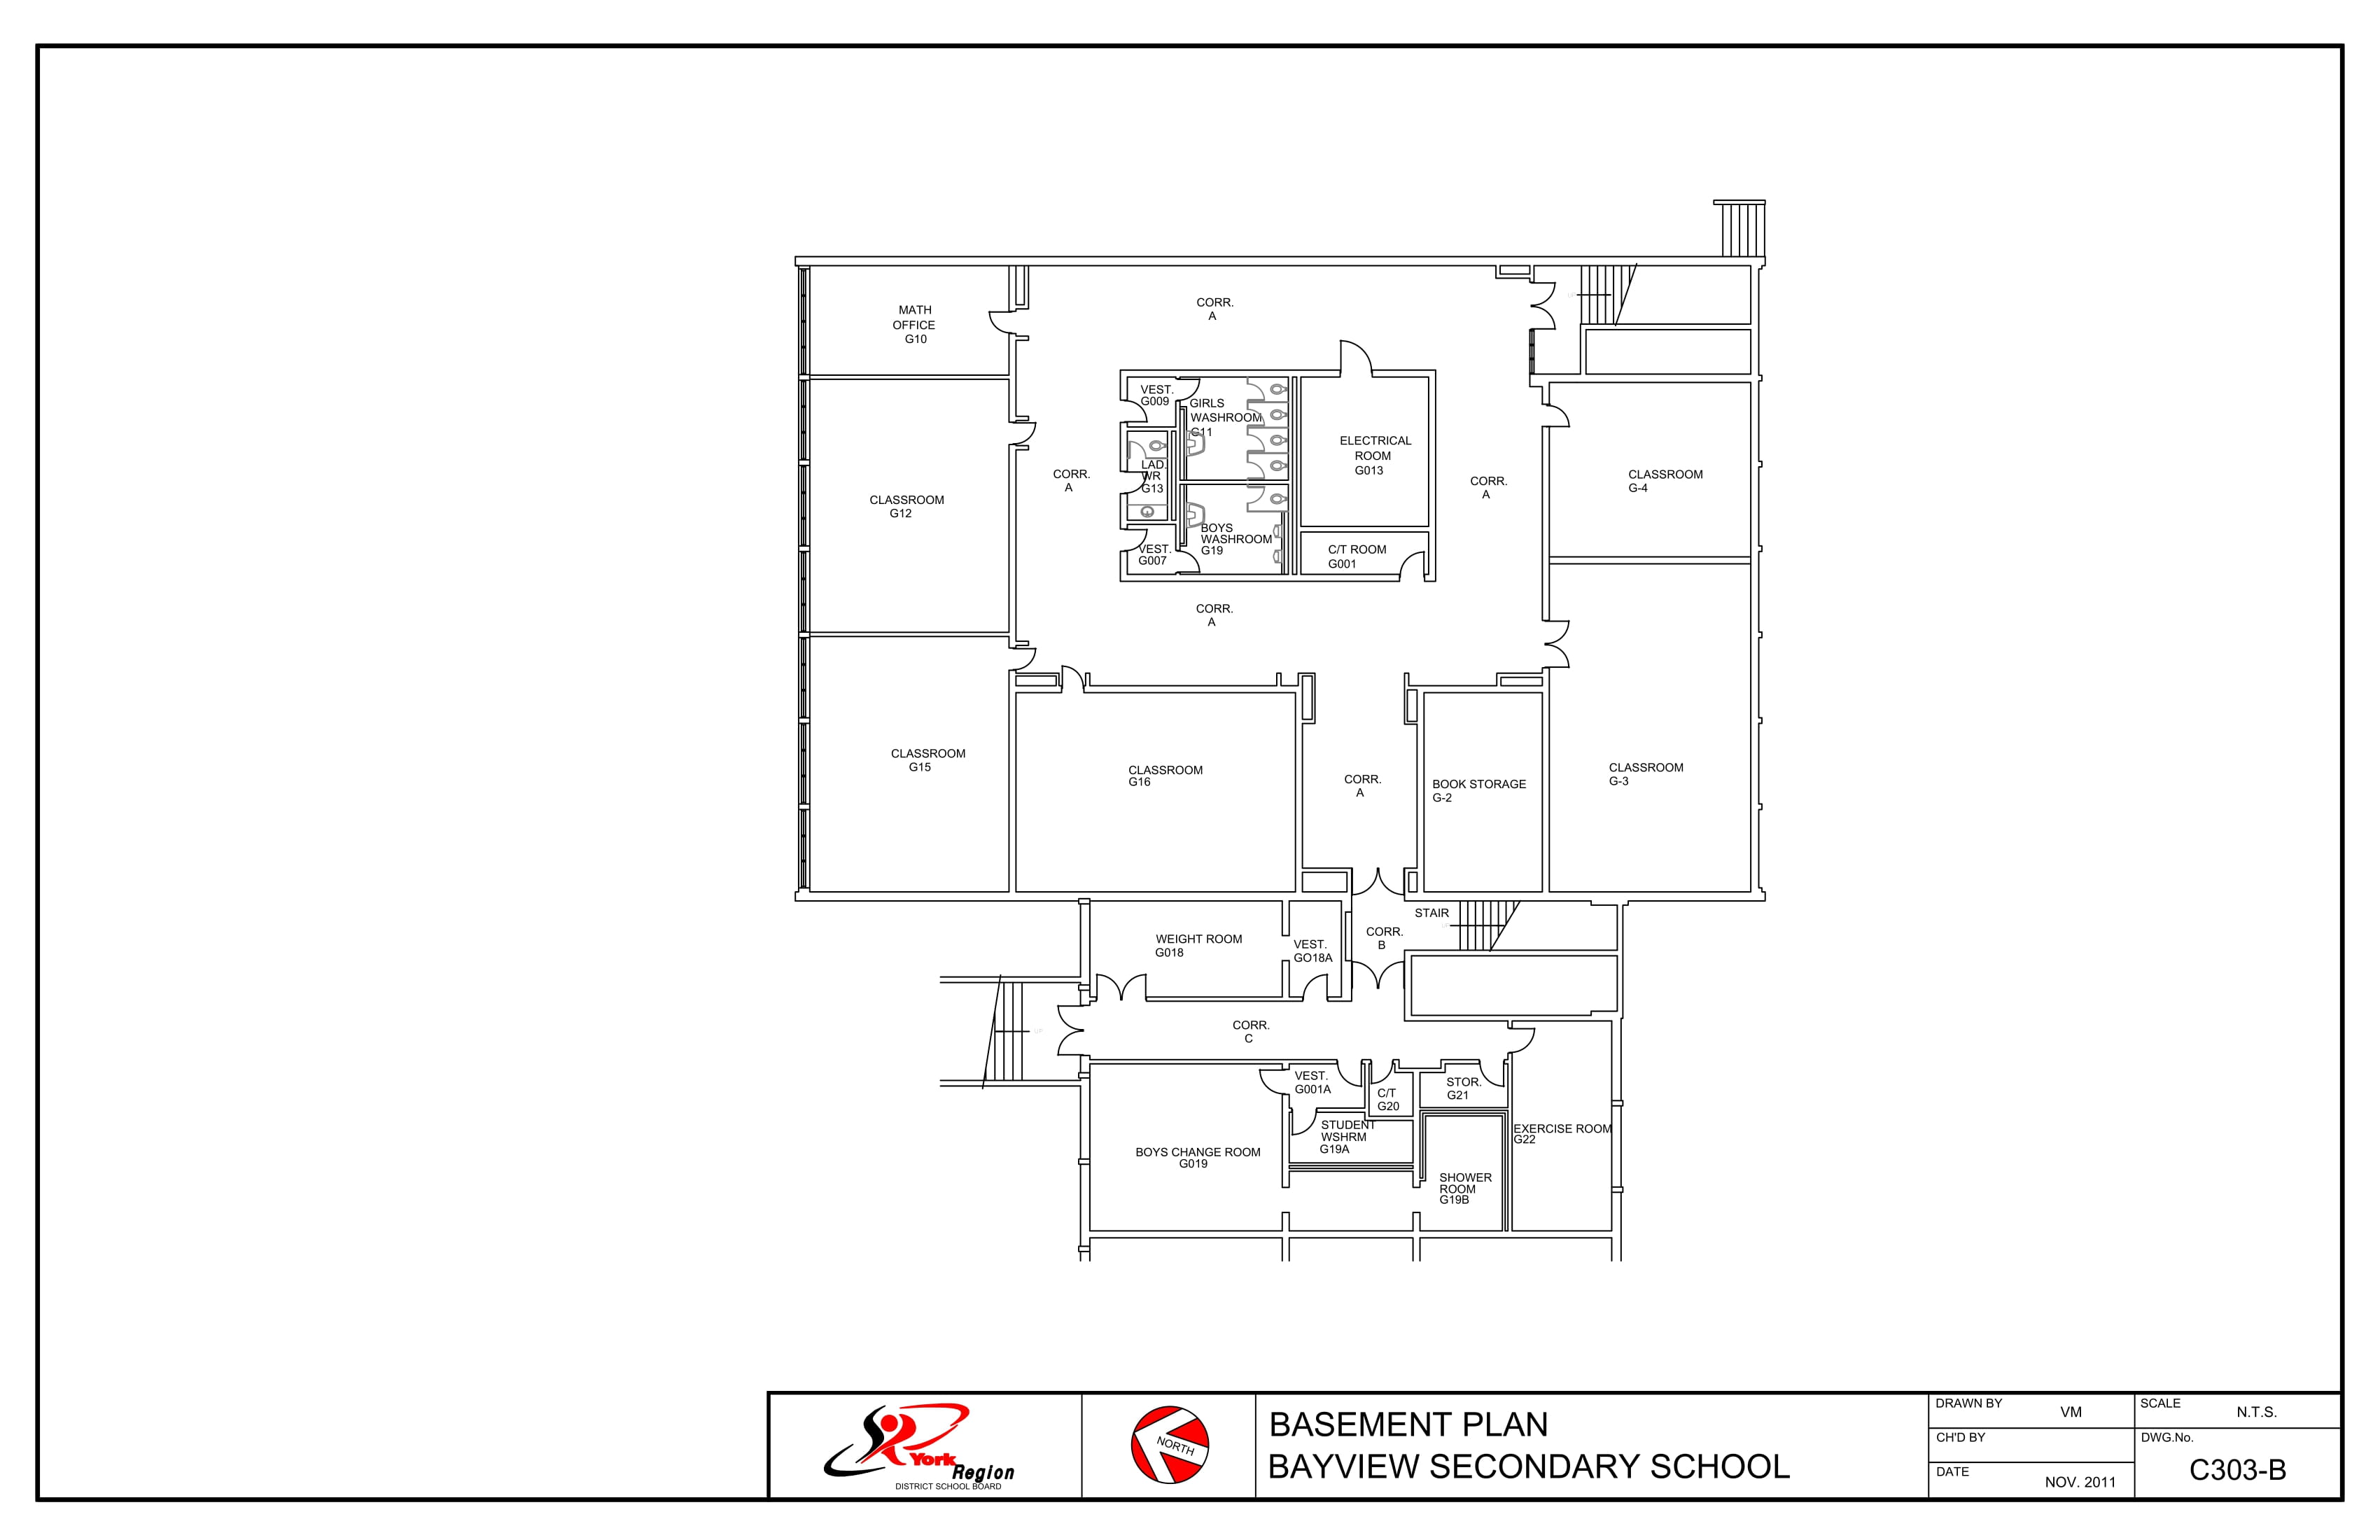 MATH
OFFICE
G10
CORR.
A
VEST.
G009
GIRLS
WASHROOM
G11
ELECTRICAL
ROOM
G013
CLASSROOM
G12
CORR.
A
LAD.
WR
G13
CORR.
A
CLASSROOM
G-4
BOYS
WASHROOM
G19
VEST.
G007
C/T ROOM
G001
CORR.
A
CLASSROOM
G15
CLASSROOM
G16
CORR.
A
BOOK STORAGE
G-2
CLASSROOM
G-3
WEIGHT ROOM
G018
VEST.
GO18A
CORR.
B
STAIR
CORR.
C
UP
VEST.
G001A
C/T
G20
STOR.
G21
STUDENT
WSHRM
G19A
EXERCISE ROOM
G22
BOYS CHANGE ROOM
G019
SHOWER
ROOM
G19B
York
Region
DISTRICT SCHOOL BOARD
NORTH
BASEMENT PLAN
BAYVIEW SECONDARY SCHOOL
DRAWN BY
VM
SCALE
N.T.S.
CH'D BY
DWG.No.
C303-B
DATE
NOV. 2011